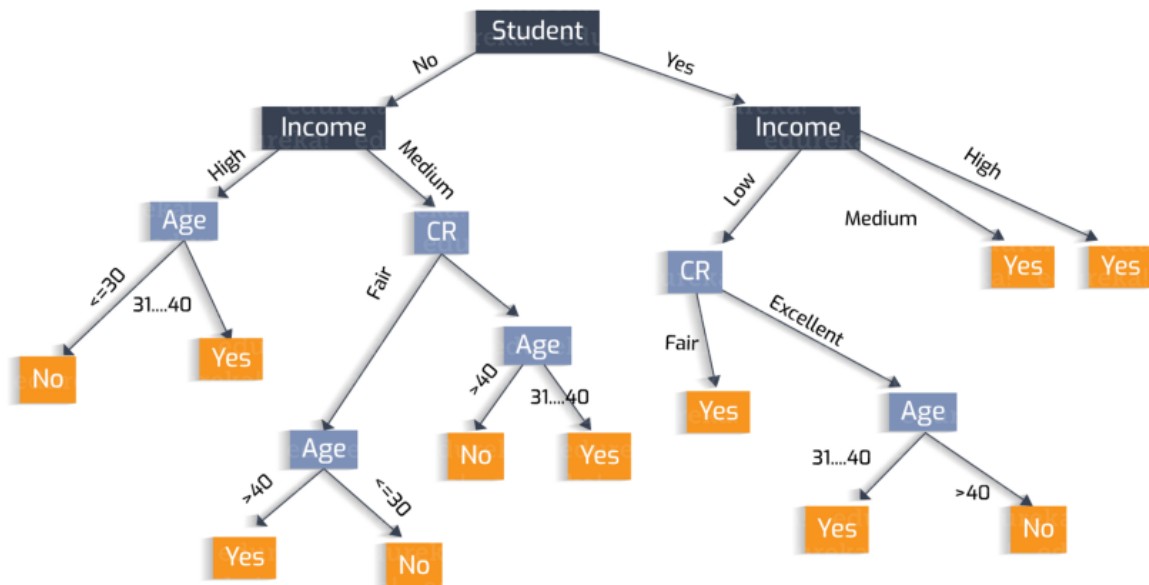 Student
No
Yes
Income
Income
High
Medium
Low
Medium
High
Age
CR
CR
Yes
Yes
<=30
31....40
Fair
Fair
Excellent
No
Yes
Age
Yes
Age
>40
31....40
Age
No
Yes
31....40
>40
>40
<=30
Yes
No
Yes
No